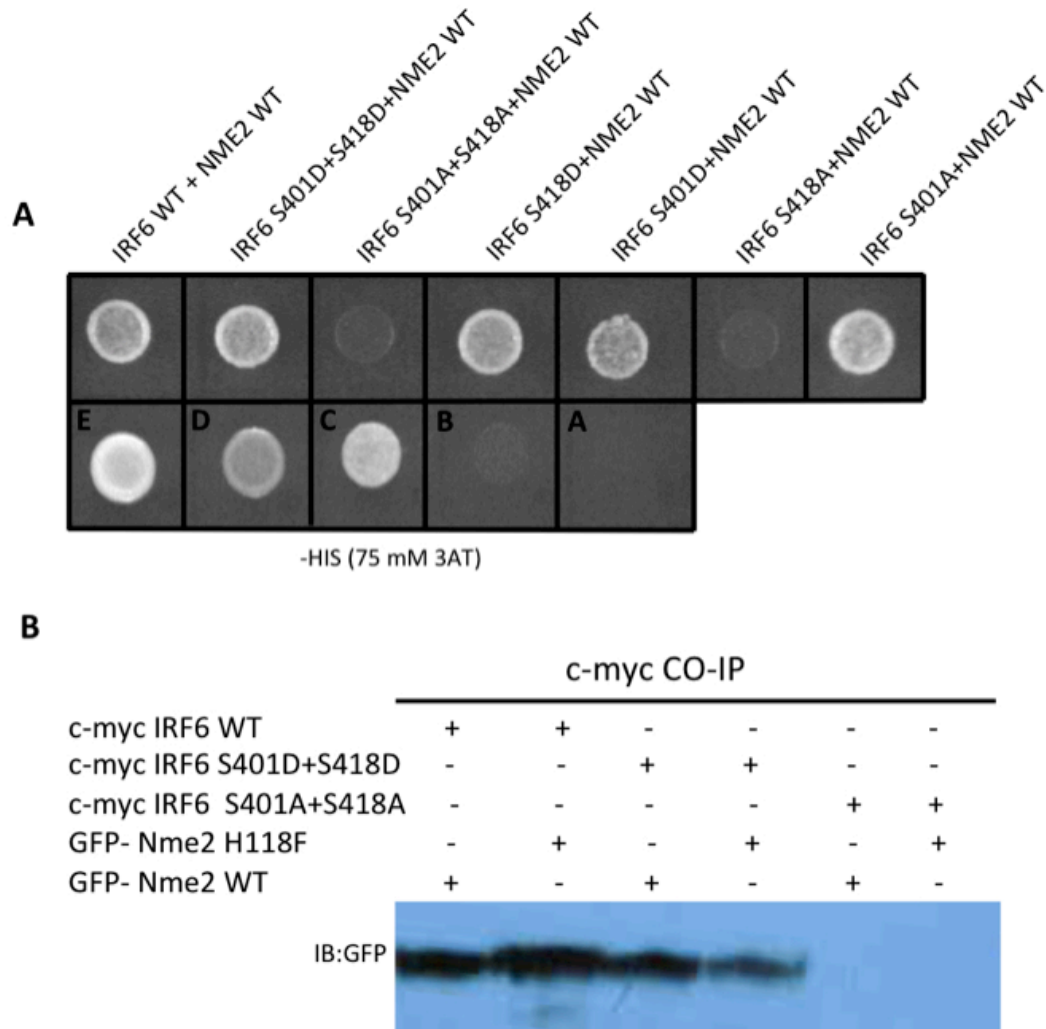 IRF6 WT + NME2 WT
IRF6 S401D+S418D+NME2 WT
IRF6 S401A+S418A+NME2 WT
IRF6 S418D+NME2 WT
IRF6 S401D+NME2 WT
IRF6 S418A+NME2 WT
IRF6 S401A+NME2 WT
A
E D C B A
-HIS (75 mM 3AT)
B
c-myc CO-IP
c-myc IRF6 WT + + - - - -
c-myc IRF6 S401D+S418D - - + + - -
c-myc IRF6 S401A+S418A - - - - + +
GFP- Nme2 H118F - + - + - +
GFP- Nme2 WT + - + - + -
IB:GFP